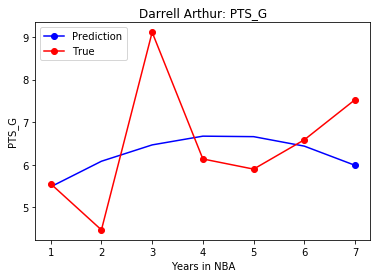 Darrell Arthur: PTS_G
Prediction
True
9
8
7
6
5
PTS_G
1 2 3 4 5 6 7
Years in NBA